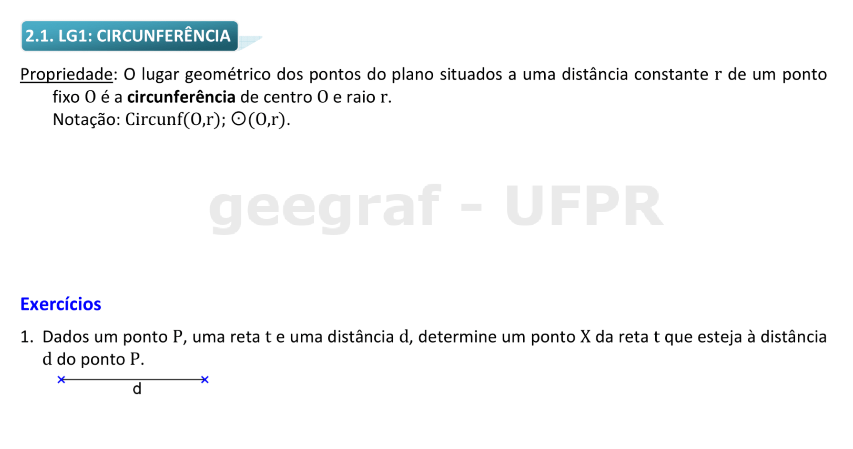 2.1. LG1: CIRCUNFERÊNCIA
Propriedade: O lugar geométrico dos pontos do plano situados a uma distância constante r de um ponto
fixo O é a circunferência de centro O e raio r.
Notação: Circunf(O,r); ⊙(O,r).
geegraf - UFPR
Exercícios
1. Dados um ponto P, uma reta t e uma distância d, determine um ponto X da reta t que esteja à distância
d do ponto P.
d